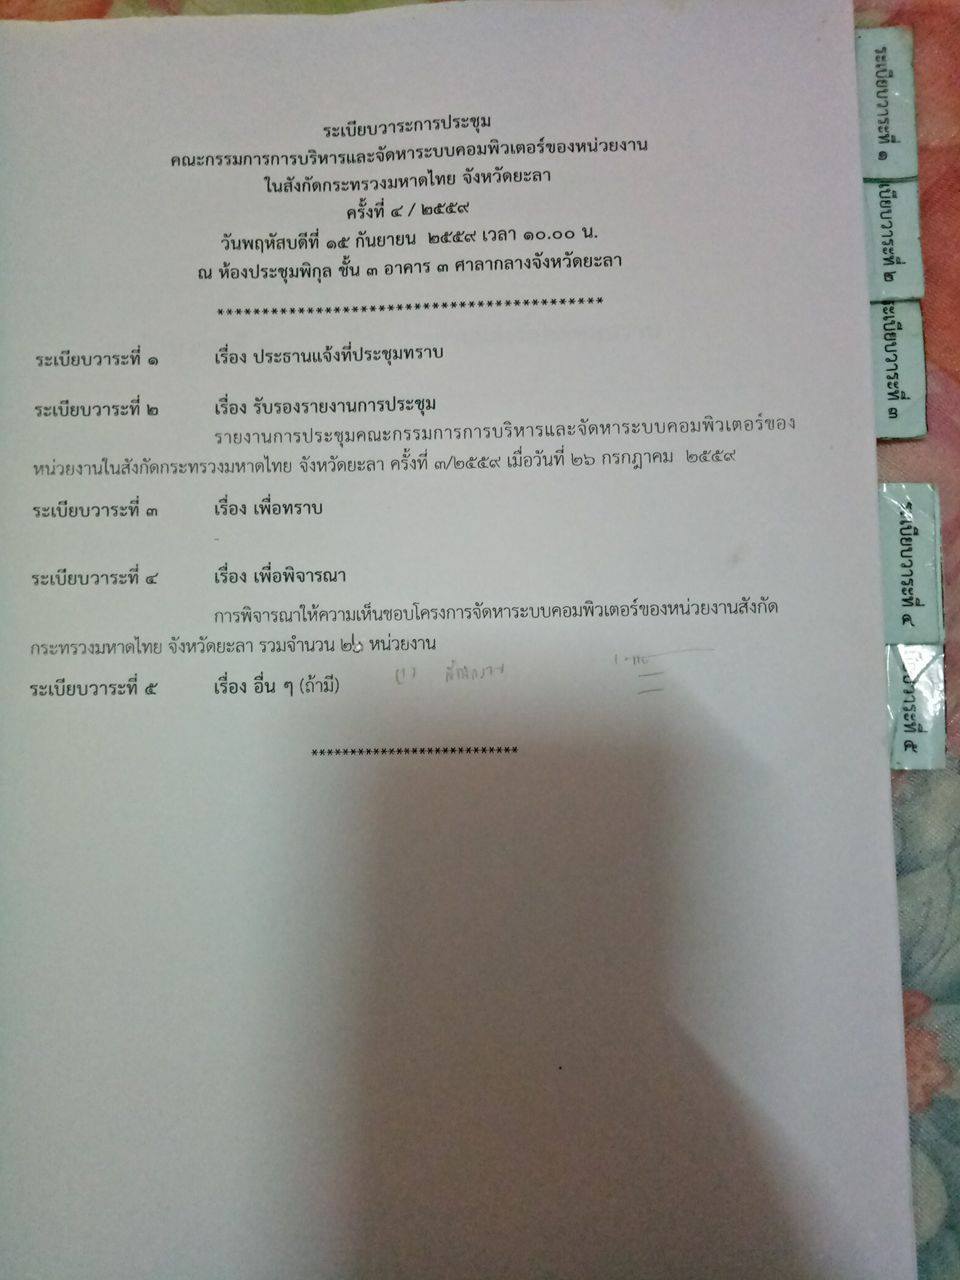 ระเบียบวาระการประชุม
คณะกรรมการการบริหารและจัดหาระบบคอมพิวเตอร์ของหน่วยงาน
ในสังกัดกระทรวงมหาดไทย จังหวัดยะลา
ครั้งที่ ๔ / ๒๕๕๙
วันพฤหัสบดีที่ ๑๕ กันยายน ๒๕๕๙ เวลา ๑๐.๐๐ น.
ณ ห้องประชุมพิกุล ชั้น ๓ อาคาร ๓ ศาลากลางจังหวัดยะลา
*******************************************
ระเบียบวาระที่ ๑ เรื่อง ประธานแจ้งที่ประชุมทราบ
ระเบียบวาระที่ ๒ เรื่อง รับรองรายงานการประชุม
รายงานการประชุมคณะกรรมการการบริหารและจัดหาระบบคอมพิวเตอร์ของ
หน่วยงานในสังกัดกระทรวงมหาดไทย จังหวัดยะลา ครั้งที่ ๓/๒๕๕๙ เมื่อวันที่ ๒๖ กรกฎาคม ๒๕๕๙
ระเบียบวาระที่ ๓ เรื่อง เพื่อทราบ
-
ระเบียบวาระที่ ๔ เรื่อง เพื่อพิจารณา
การพิจารณาให้ความเห็นชอบโครงการจัดหาระบบคอมพิวเตอร์ของหน่วยงานสังกัด
กระทรวงมหาดไทย จังหวัดยะลา รวมจำนวน หน่วยงาน
ระเบียบวาระที่ ๕ เรื่อง อื่น ๆ (ถ้ามี)
***************************
ระเบียบวาระที่ ๑
ระเบียบวาระที่ ๒
ระเบียบวาระที่ ๓
ระเบียบวาระที่ ๔
วาระที่ ๕